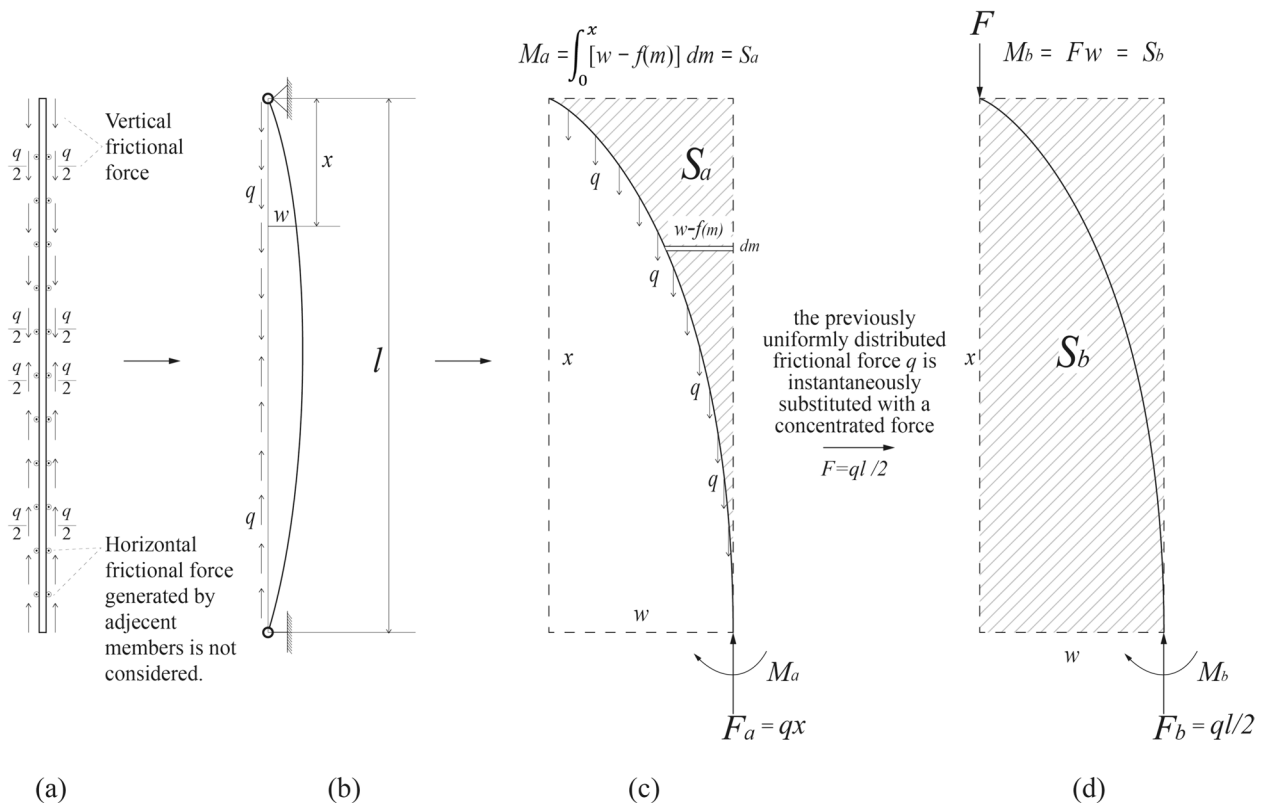 Vertical
frictional
force
q/2 q/2
q/2 q/2
q/2 q/2
q/2 q/2
Horizontal
frictional force
generated by
adjecent
members is not
considered.
(a)
x
q
w
l
q
(b)
Ma = ∫₀ˣ [w − f(m)] dm = Sa
Sa
q
w-f(m)
dm
q
x
q
q
w
Ma
Fa = qx
(c)
the previously
uniformly distributed
frictional force q is
instantaneously
substituted with a
concentrated force
F=ql /2
F
Mb = Fw = Sb
x
Sb
w
Mb
Fb = ql/2
(d)